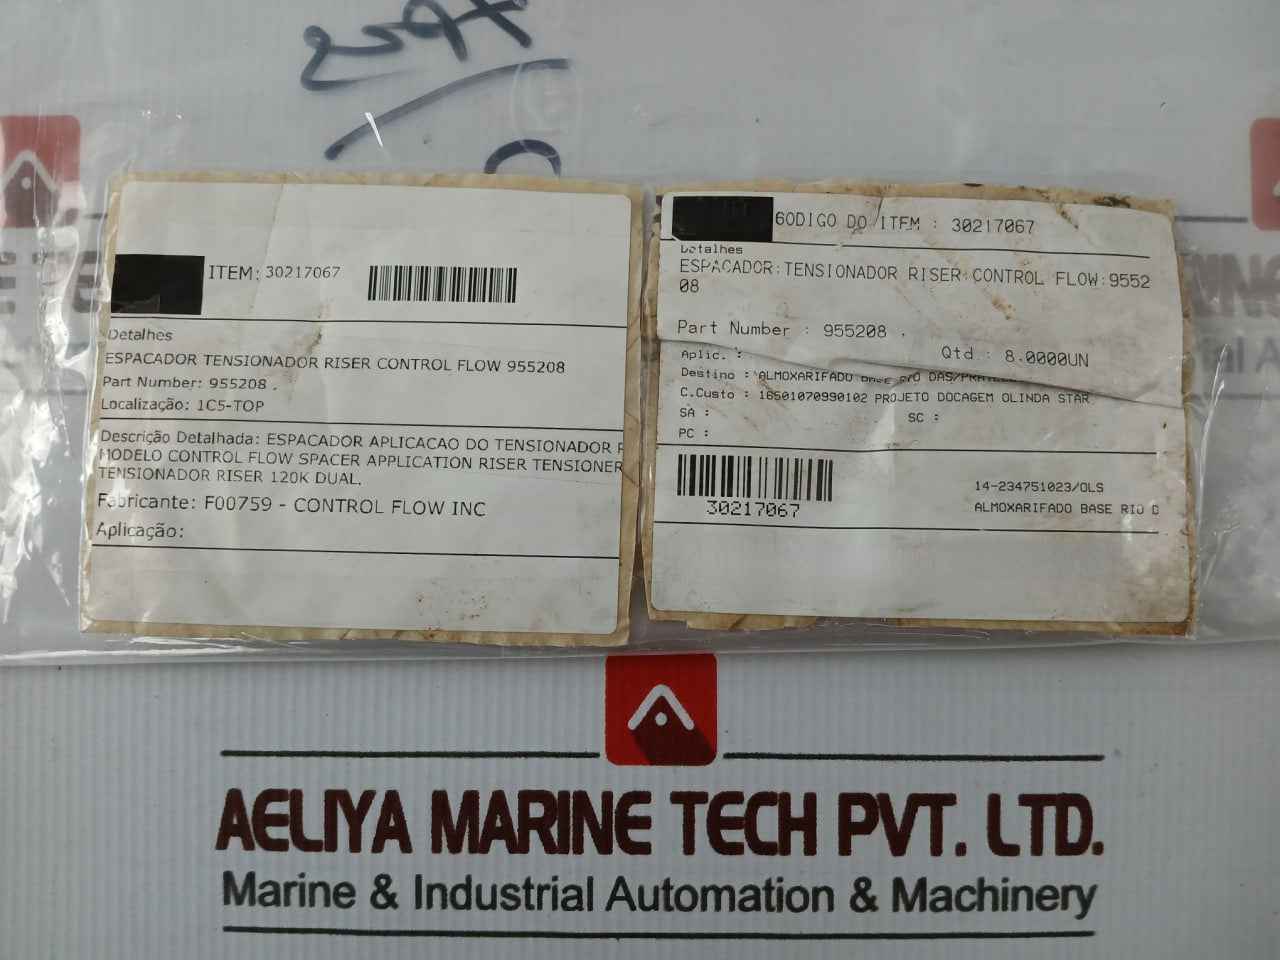 4pcs
ITEM: 30217067
Detalhes
ESPACADOR TENSIONADOR RISER CONTROL FLOW 955208
Part Number: 955208 .
Localização: 1C5-TOP
Descrição Detalhada: ESPACADOR APLICACAO DO TENSIONADOR
MODELO CONTROL FLOW SPACER APPLICATION RISER TENSIONER
TENSIONADOR RISER 120K DUAL.
Fabricante: F00759 - CONTROL FLOW INC
Aplicação:
CODIGO DO ITEM : 30217067
Detalhes
ESPACADOR:TENSIONADOR RISER:CONTROL FLOW:9552
08
Part Number : 955208 .
Qtd : 8.0000UN
Aplic. :
Destino : ALMOXARIFADO BASE RIO DAS/
C.Custo : 16501070990102 PROJETO DOCAGEM OLINDA STAR
SA :
SC :
PC :
30217067
14-234751023/OLS
ALMOXARIFADO BASE RIO D
AELIYA MARINE TECH PVT. LTD.
Marine & Industrial Automation & Machinery